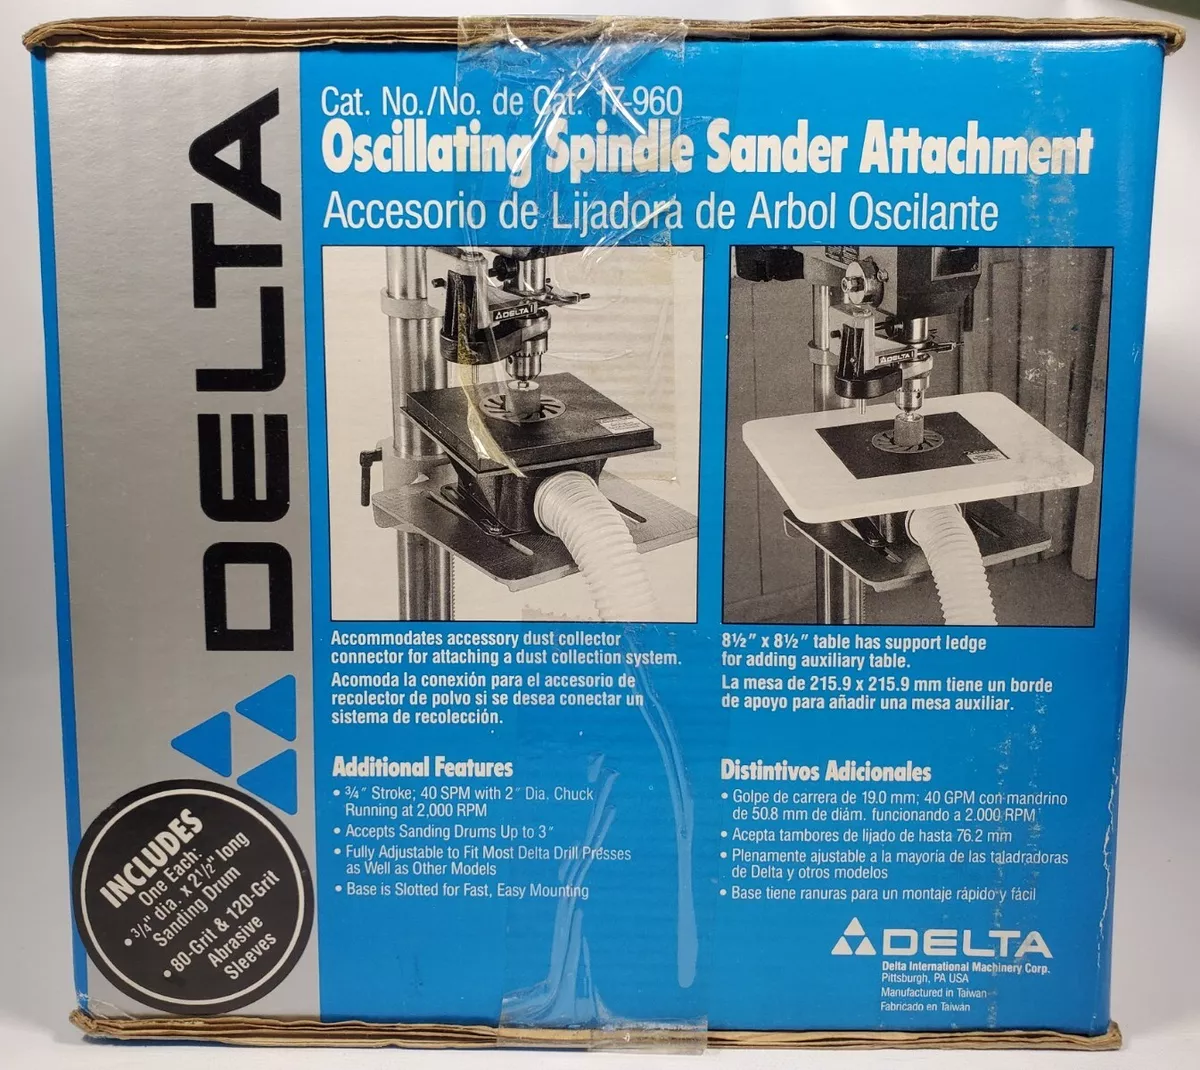 DELTA
Cat. No./No. de Cat. 17-960
Oscillating Spindle Sander Attachment
Accesorio de Lijadora de Arbol Oscilante
DELTA
DELTA
Accommodates accessory dust collector
connector for attaching a dust collection system.
Acomoda la conexión para el accesorio de
recolector de polvo si se desea conectar un
sistema de recolección.
8½" x 8½" table has support ledge
for adding auxiliary table.
La mesa de 215.9 x 215.9 mm tiene un borde
de apoyo para añadir una mesa auxiliar.
Additional Features
• ¾" Stroke; 40 SPM with 2" Dia. Chuck
Running at 2,000 RPM
• Accepts Sanding Drums Up to 3"
• Fully Adjustable to Fit Most Delta Drill Presses
as Well as Other Models
• Base is Slotted for Fast, Easy Mounting
Distintivos Adicionales
• Golpe de carrera de 19.0 mm; 40 GPM con mandrino
de 50.8 mm de diám. funcionando a 2.000 RPM
• Acepta tambores de lijado de hasta 76.2 mm
• Plenamente ajustable a la mayoría de las taladradoras
de Delta y otros modelos
• Base tiene ranuras para un montaje rápido y fácil
INCLUDES
One Each:
• 3/4" dia. x 2 1/2" long
Sanding Drum
• 80-Grit & 120-Grit
Abrasive
Sleeves
DELTA
Delta International Machinery Corp.
Pittsburgh, PA USA
Manufactured in Taiwan
Fabricado en Taiwán